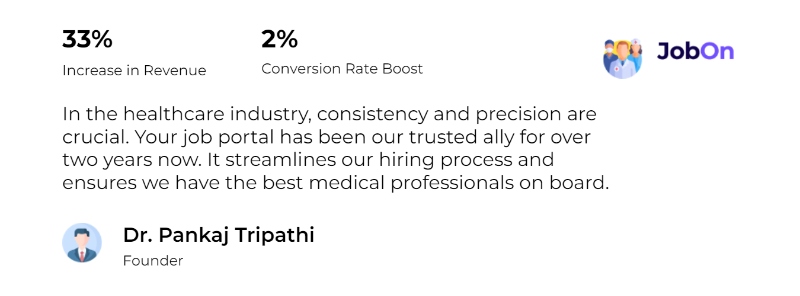 33%
Increase in Revenue
2%
Conversion Rate Boost
JobOn
In the healthcare industry, consistency and precision are
crucial. Your job portal has been our trusted ally for over
two years now. It streamlines our hiring process and
ensures we have the best medical professionals on board.
Dr. Pankaj Tripathi
Founder